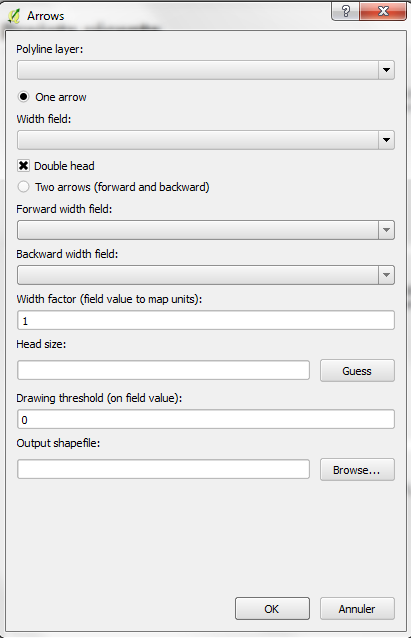 Arrows
Polyline layer:
One arrow
Width field:
Double head
Two arrows (forward and backward)
Forward width field:
Backward width field:
Width factor (field value to map units):
1
Head size:
Guess
Drawing threshold (on field value):
0
Output shapefile:
Browse...
OK
Annuler